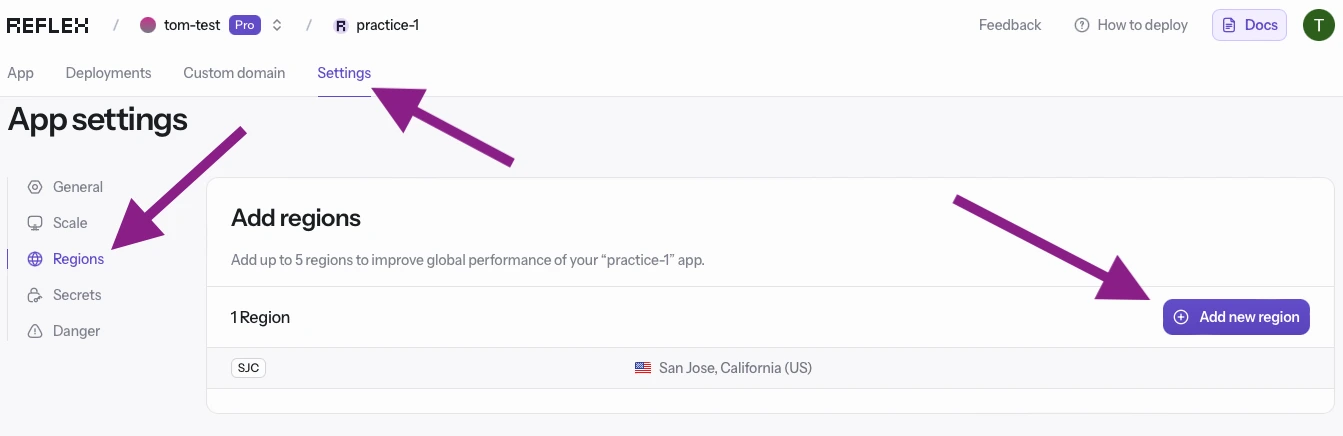 REFLEX / tom-test Pro / R practice-1 Feedback How to deploy Docs T
App Deployments Custom domain Settings
App settings
General
Scale
Regions
Secrets
Danger
Add regions
Add up to 5 regions to improve global performance of your “practice-1” app.
1 Region Add new region
SJC San Jose, California (US)